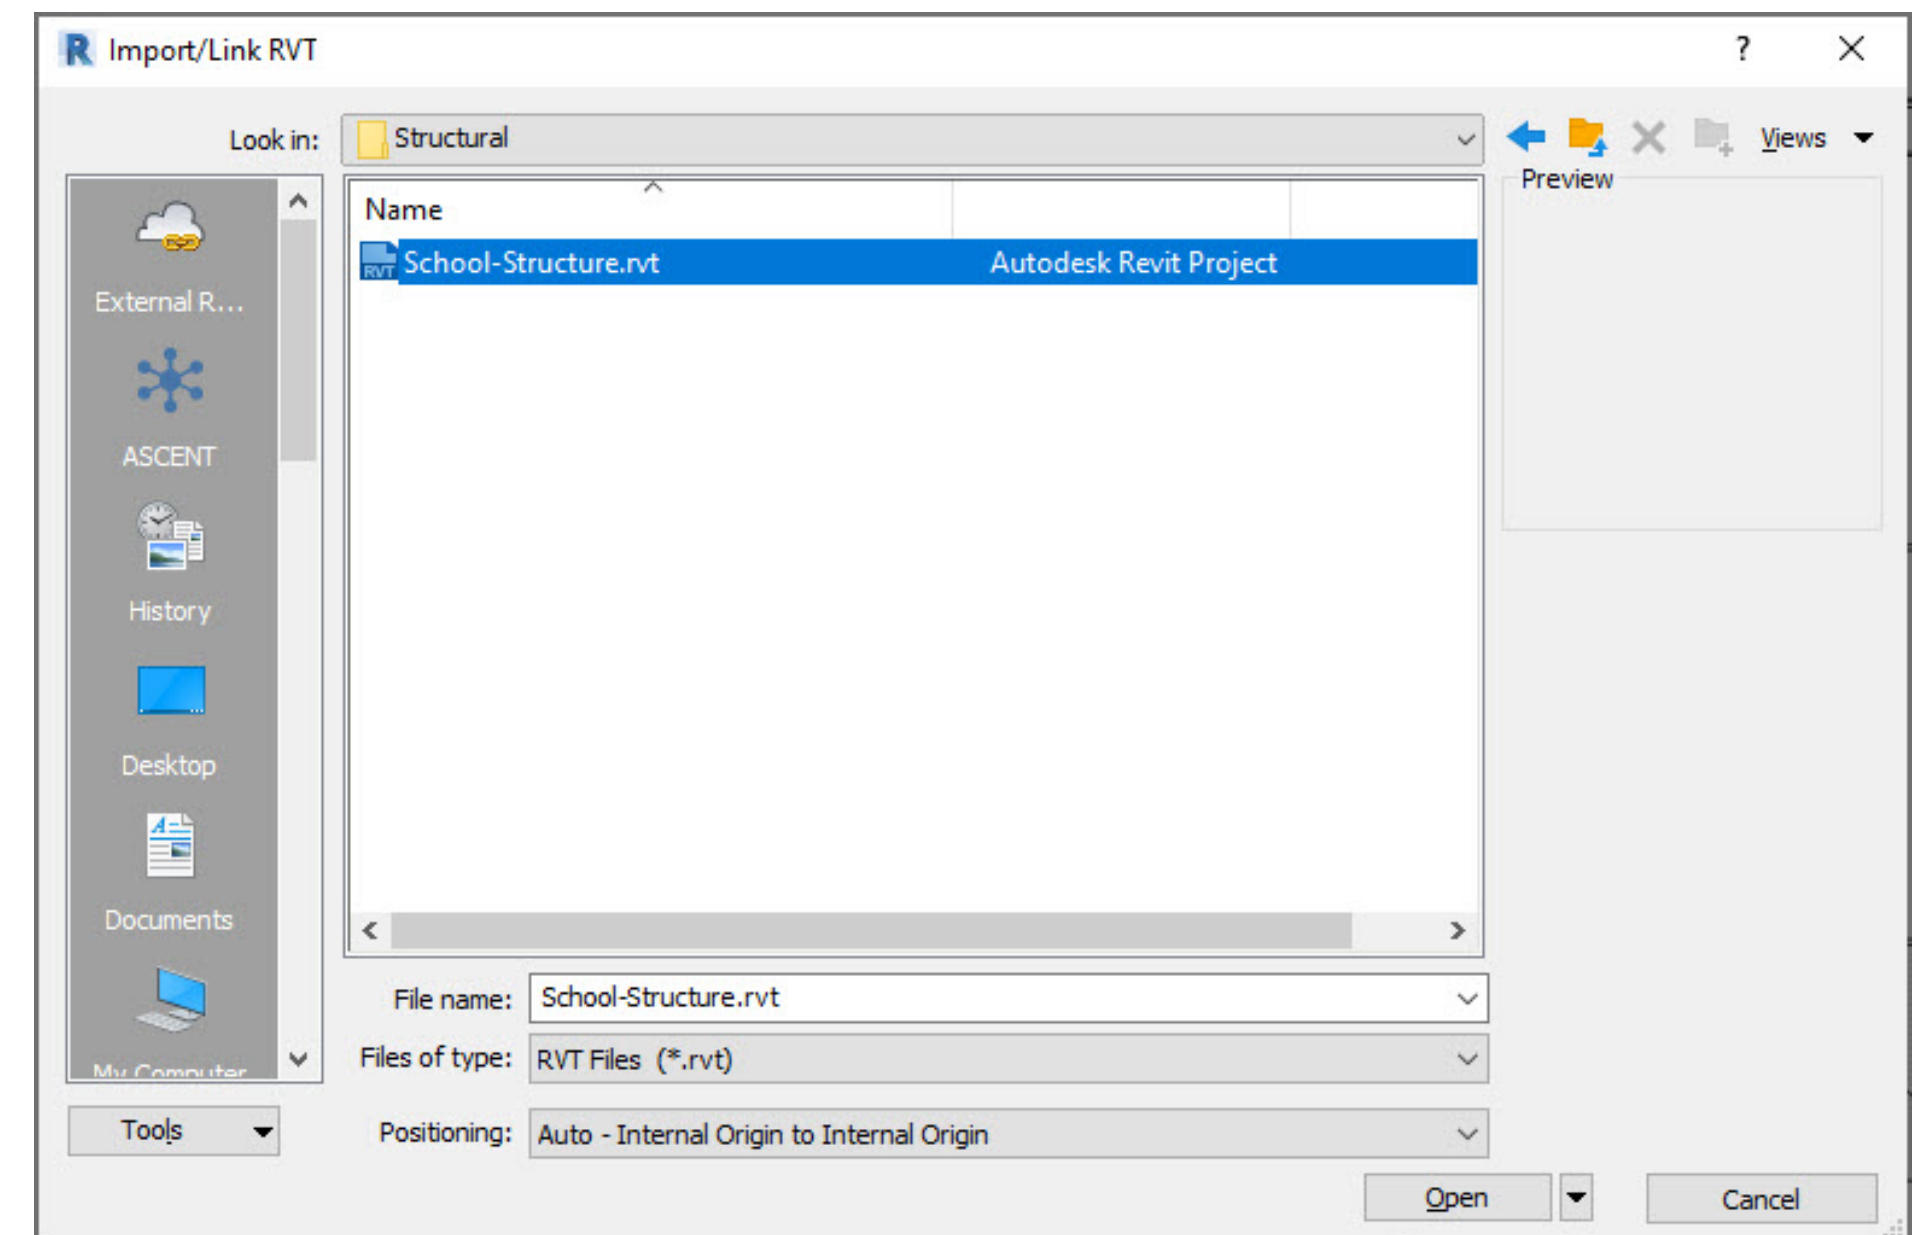 Import/Link RVT
Look in: Structural Views
Preview
Name
School-Structure.rvt Autodesk Revit Project
External R...
ASCENT
History
Desktop
Documents
My Computer
File name: School-Structure.rvt
Files of type: RVT Files (*.rvt)
Tools
Positioning: Auto - Internal Origin to Internal Origin
Open
Cancel